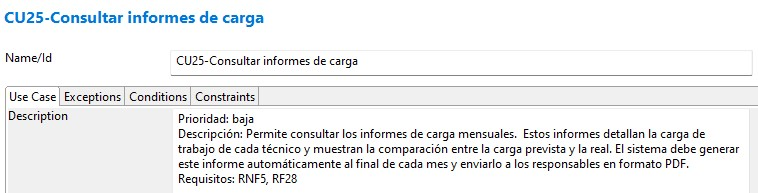 CU25-Consultar informes de carga
Name/Id
CU25-Consultar informes de carga
Use Case Exceptions Conditions Constraints
Description
Prioridad: baja
Descripción: Permite consultar los informes de carga mensuales. Estos informes detallan la carga de
trabajo de cada técnico y muestran la comparación entre la carga prevista y la real. El sistema debe generar
este informe automáticamente al final de cada mes y enviarlo a los responsables en formato PDF.
Requisitos: RNF5, RF28